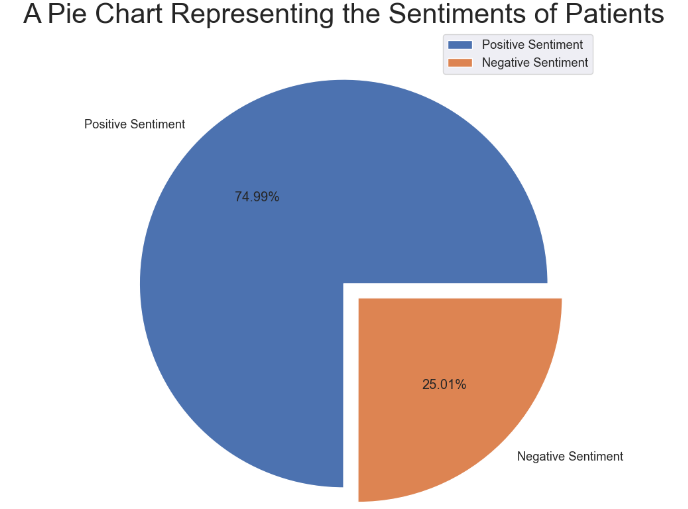 A Pie Chart Representing the Sentiments of Patients
Positive Sentiment
Negative Sentiment
Positive Sentiment
74.99%
25.01%
Negative Sentiment